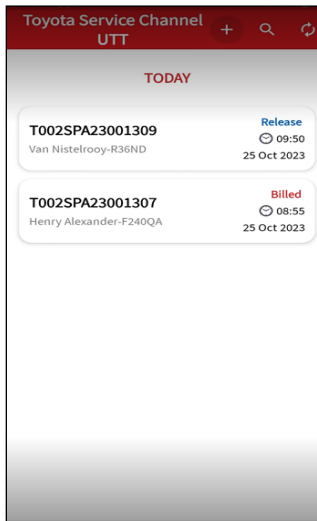 Toyota Service Channel
UTT
TODAY
T002SPA23001309
Release
Van Nistelrooy-R36ND
09:50
25 Oct 2023
T002SPA23001307
Billed
Henry Alexander-F240QA
08:55
25 Oct 2023